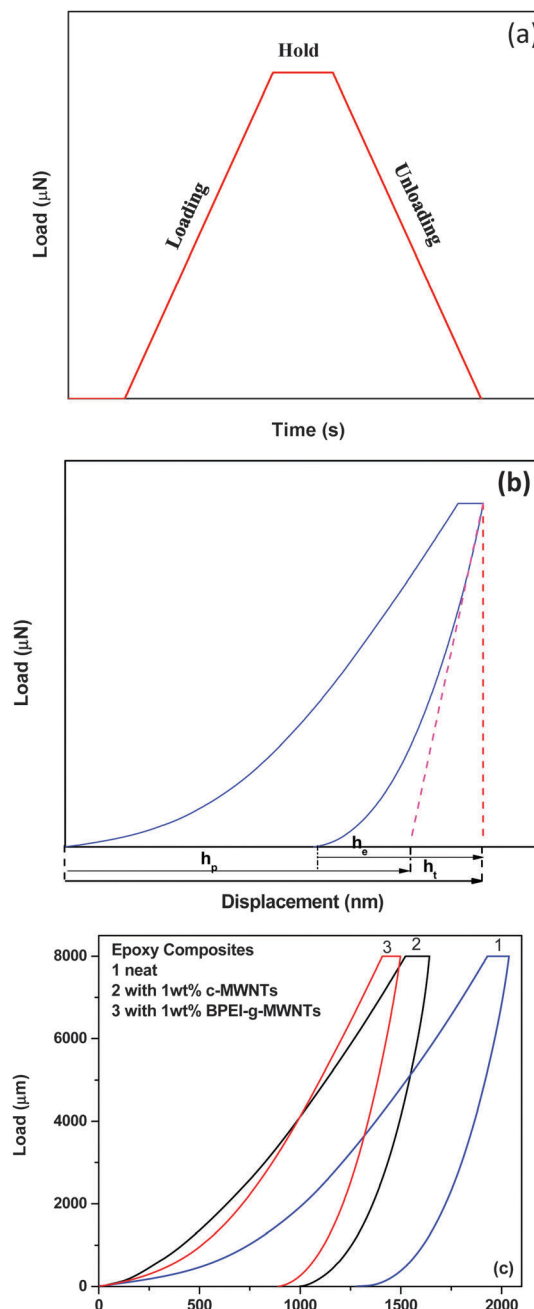 (a)
Hold
Loading
Unloading
Load (μN)
Time (s)
(b)
Load (μN)
h_e
h_p
h_t
Displacement (nm)
Epoxy Composites
1 neat
2 with 1wt% c-MWNTs
3 with 1wt% BPEI-g-MWNTs
3 2 1
8000
6000
4000
2000
0
Load (μm)
(c)
0 500 1000 1500 2000